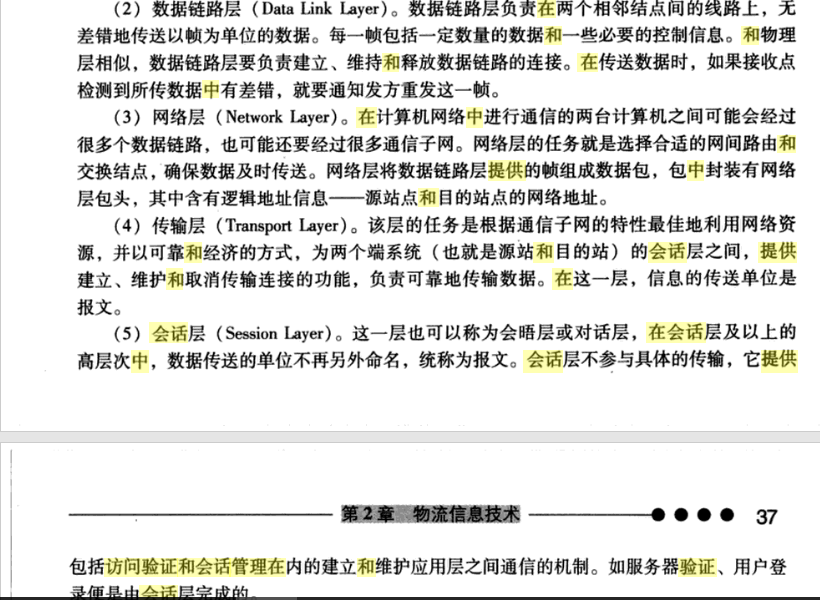 （2）数据链路层（Data Link Layer）。数据链路层负责在两个相邻结点间的线路上，无
差错地传送以帧为单位的数据。每一帧包括一定数量的数据和一些必要的控制信息。和物理
层相似，数据链路层要负责建立、维持和释放数据链路的连接。在传送数据时，如果接收点
检测到所传数据中有差错，就要通知发方重发这一帧。
（3）网络层（Network Layer）。在计算机网络中进行通信的两台计算机之间可能会经过
很多个数据链路，也可能还要经过很多通信子网。网络层的任务就是选择合适的网间路由和
交换结点，确保数据及时传送。网络层将数据链路层提供的帧组成数据包，包中封装有网络
层包头，其中含有逻辑地址信息——源站点和目的站点的网络地址。
（4）传输层（Transport Layer）。该层的任务是根据通信子网的特性最佳地利用网络资
源，并以可靠和经济的方式，为两个端系统（也就是源站和目的站）的会话层之间，提供
建立、维护和取消传输连接的功能，负责可靠地传输数据。在这一层，信息的传送单位是
报文。
（5）会话层（Session Layer）。这一层也可以称为会晤层或对话层，在会话层及以上的
高层次中，数据传送的单位不再另外命名，统称为报文。会话层不参与具体的传输，它提供
第2章 物流信息技术 37
包括访问验证和会话管理在内的建立和维护应用层之间通信的机制。如服务器验证、用户登
录便是由会话层完成的。